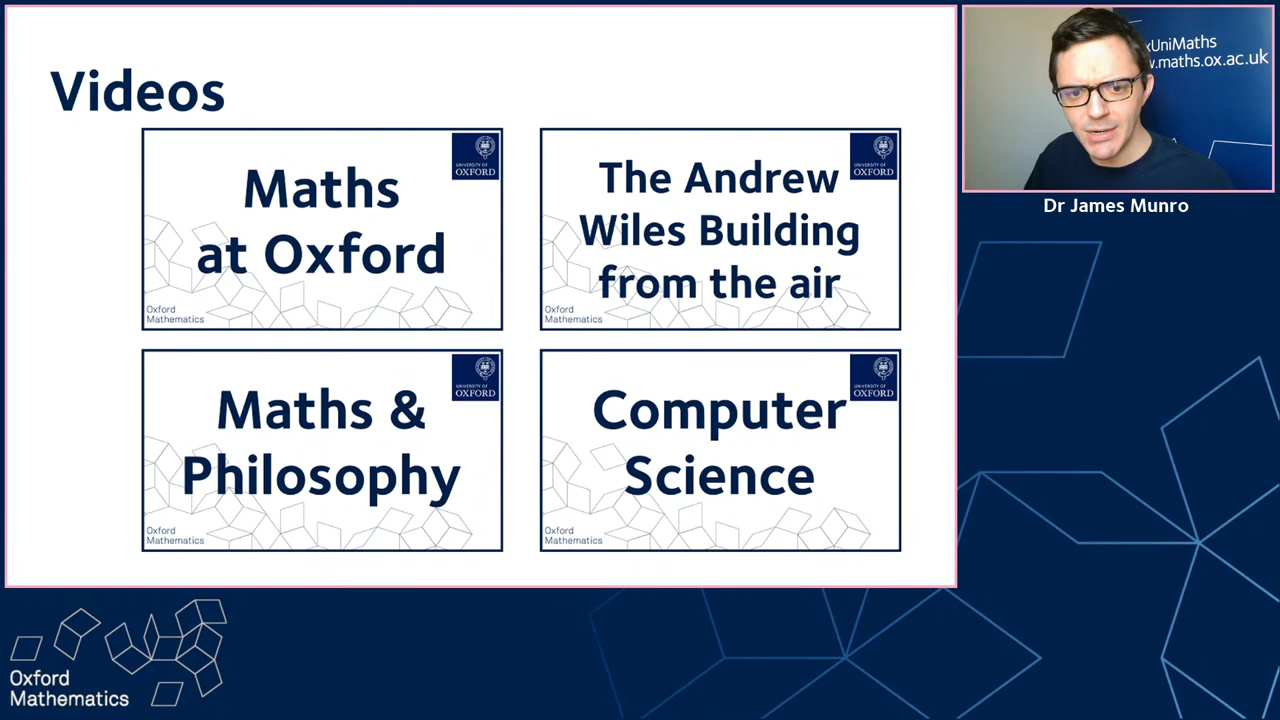 Videos
Maths
at Oxford
UNIVERSITY OF
OXFORD
Oxford
Mathematics
The Andrew
Wiles Building
from the air
UNIVERSITY OF
OXFORD
Oxford
Mathematics
Maths &
Philosophy
UNIVERSITY OF
OXFORD
Oxford
Mathematics
Computer
Science
UNIVERSITY OF
OXFORD
Oxford
Mathematics
xUniMaths
w.maths.ox.ac.uk
Dr James Munro
Oxford
Mathematics